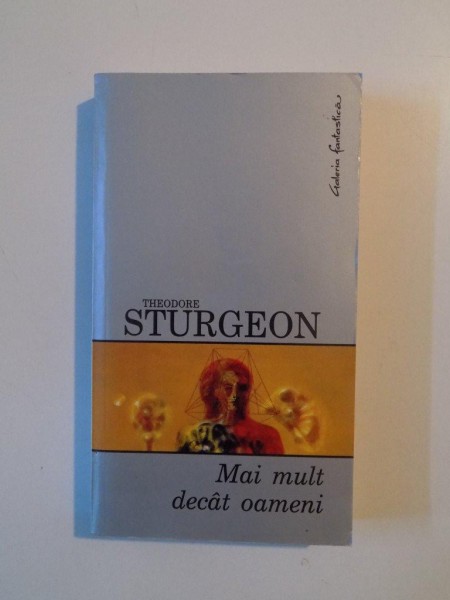 Galeria fantastică
THEODORE
STURGEON
Mai mult
decât oameni